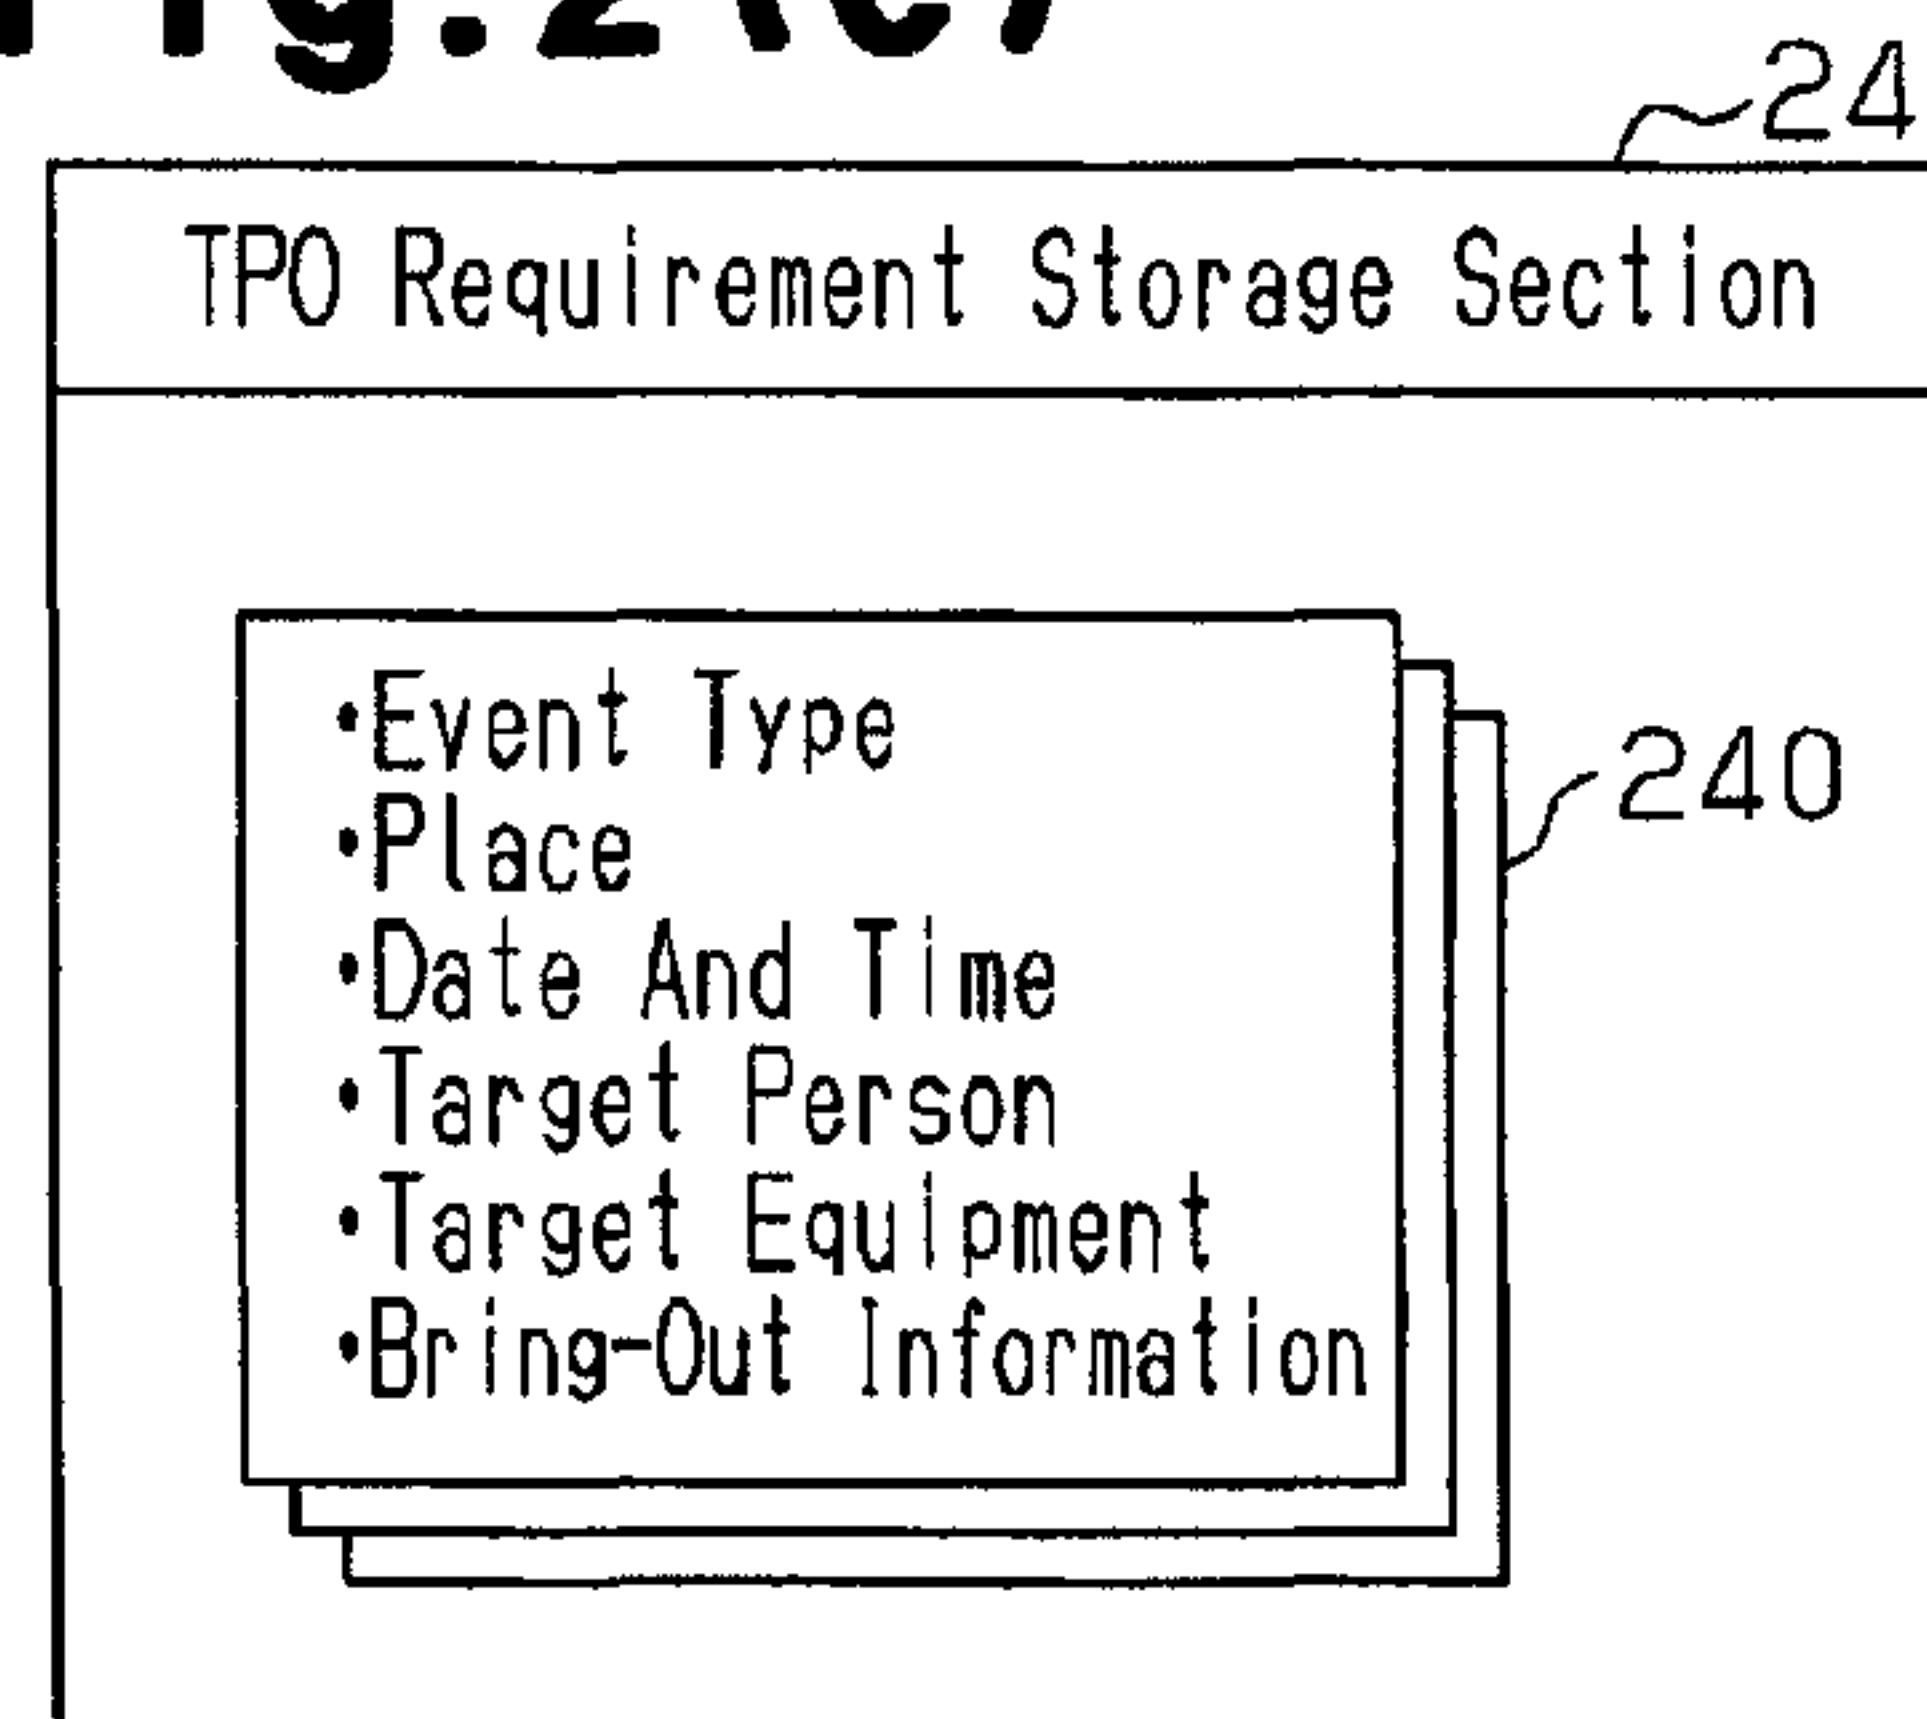 Fig.2(c)
24
TPO Requirement Storage Section
•Event Type
•Place
•Date And Time
•Target Person
•Target Equipment
•Bring-Out Information
240